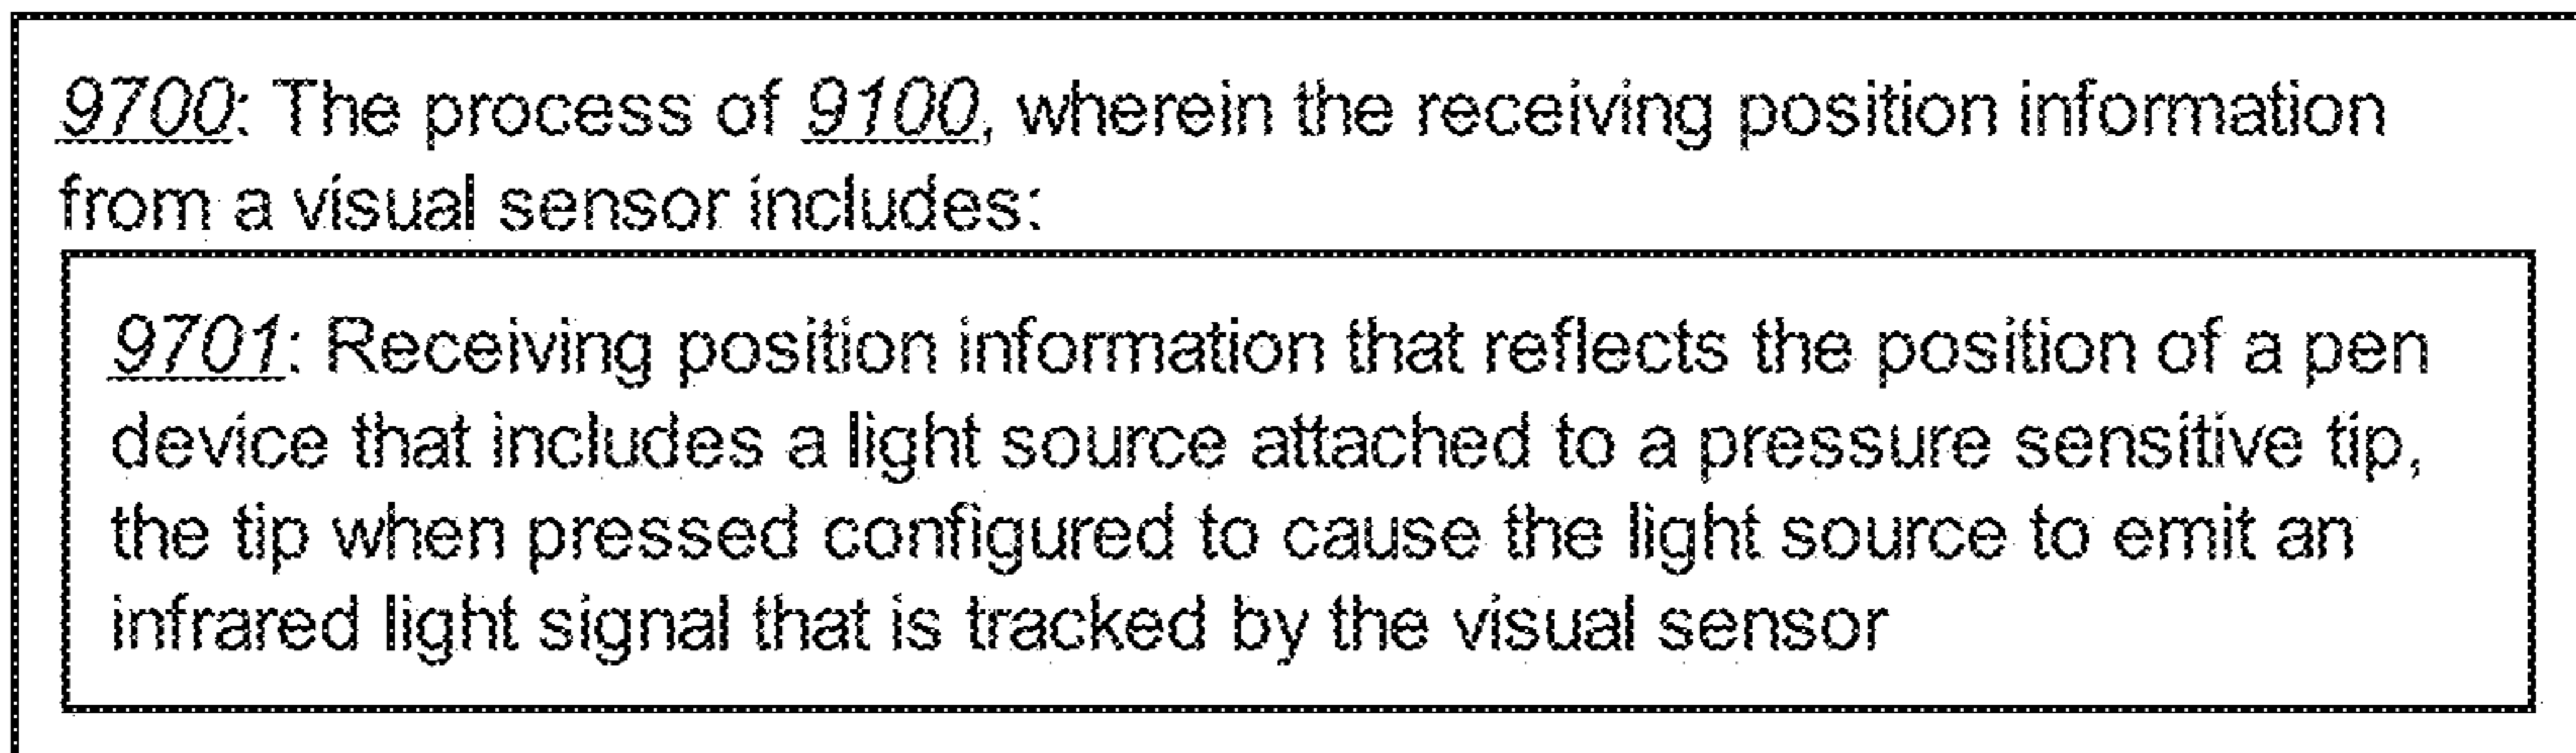 9700: The process of 9100, wherein the receiving position information
from a visual sensor includes:
9701: Receiving position information that reflects the position of a pen
device that includes a light source attached to a pressure sensitive tip,
the tip when pressed configured to cause the light source to emit an
infrared light signal that is tracked by the visual sensor